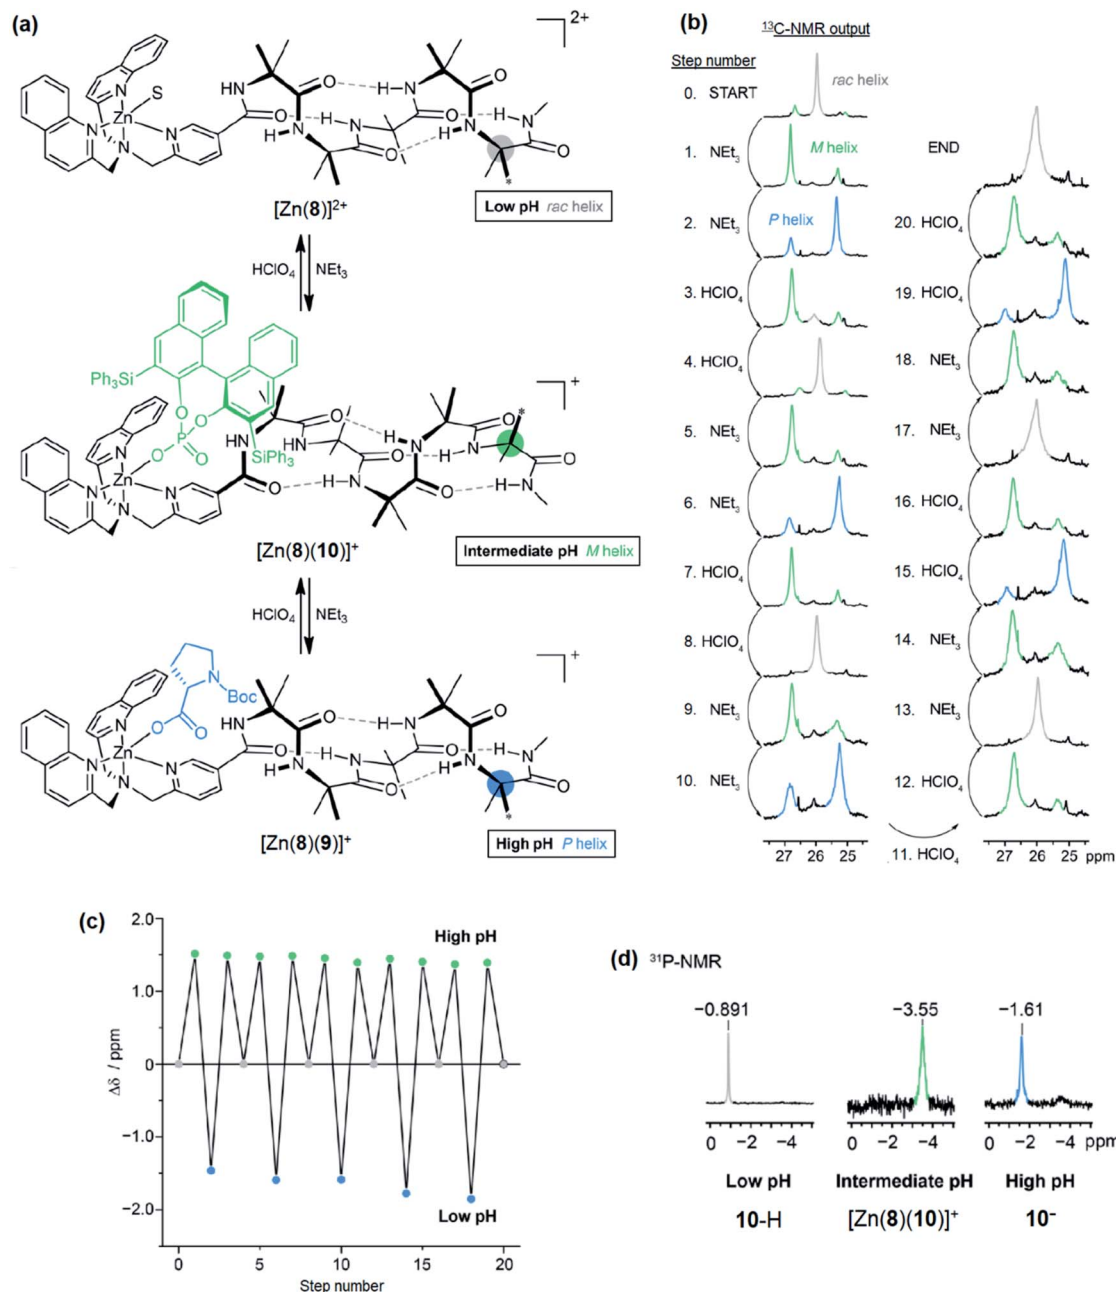 (a)
2+
N
N
Zn
S
N
N
HN
O
O
N
H
H
N
O
H
N
O
N
H
H
N
O
*
[Zn(8)]2+
Low pH rac helix
HClO4
NEt3
Ph3Si
O
O
P
O
O
SiPh3
+
N
N
Zn
N
N
HN
O
O
HN
O
HN
H
N
O
O
H
N
H
N
O
*
[Zn(8)(10)]+
Intermediate pH M helix
HClO4
NEt3
N
Boc
O
O
+
N
N
Zn
N
N
HN
O
O
N
H
H
N
O
H
N
O
N
H
H
N
O
*
[Zn(8)(9)]+
High pH P helix
(b)
13C-NMR output
Step number
0. START
rac helix
1. NEt3
M helix
2. NEt3
P helix
3. HClO4
4. HClO4
5. NEt3
6. NEt3
7. HClO4
8. HClO4
9. NEt3
10. NEt3
27 26 25
11. HClO4
END
20. HClO4
19. HClO4
18. NEt3
17. NEt3
16. HClO4
15. HClO4
14. NEt3
13. NEt3
12. HClO4
27 26 25 ppm
(c)
Δδ / ppm
2.0
1.0
0
−1.0
−2.0
High pH
Low pH
0 5 10 15 20
Step number
(d) 31P-NMR
−0.891 −3.55 −1.61
0 −2 −4 0 −2 −4 0 −2 −4 ppm
Low pH Intermediate pH High pH
10-H [Zn(8)(10)]+ 10−